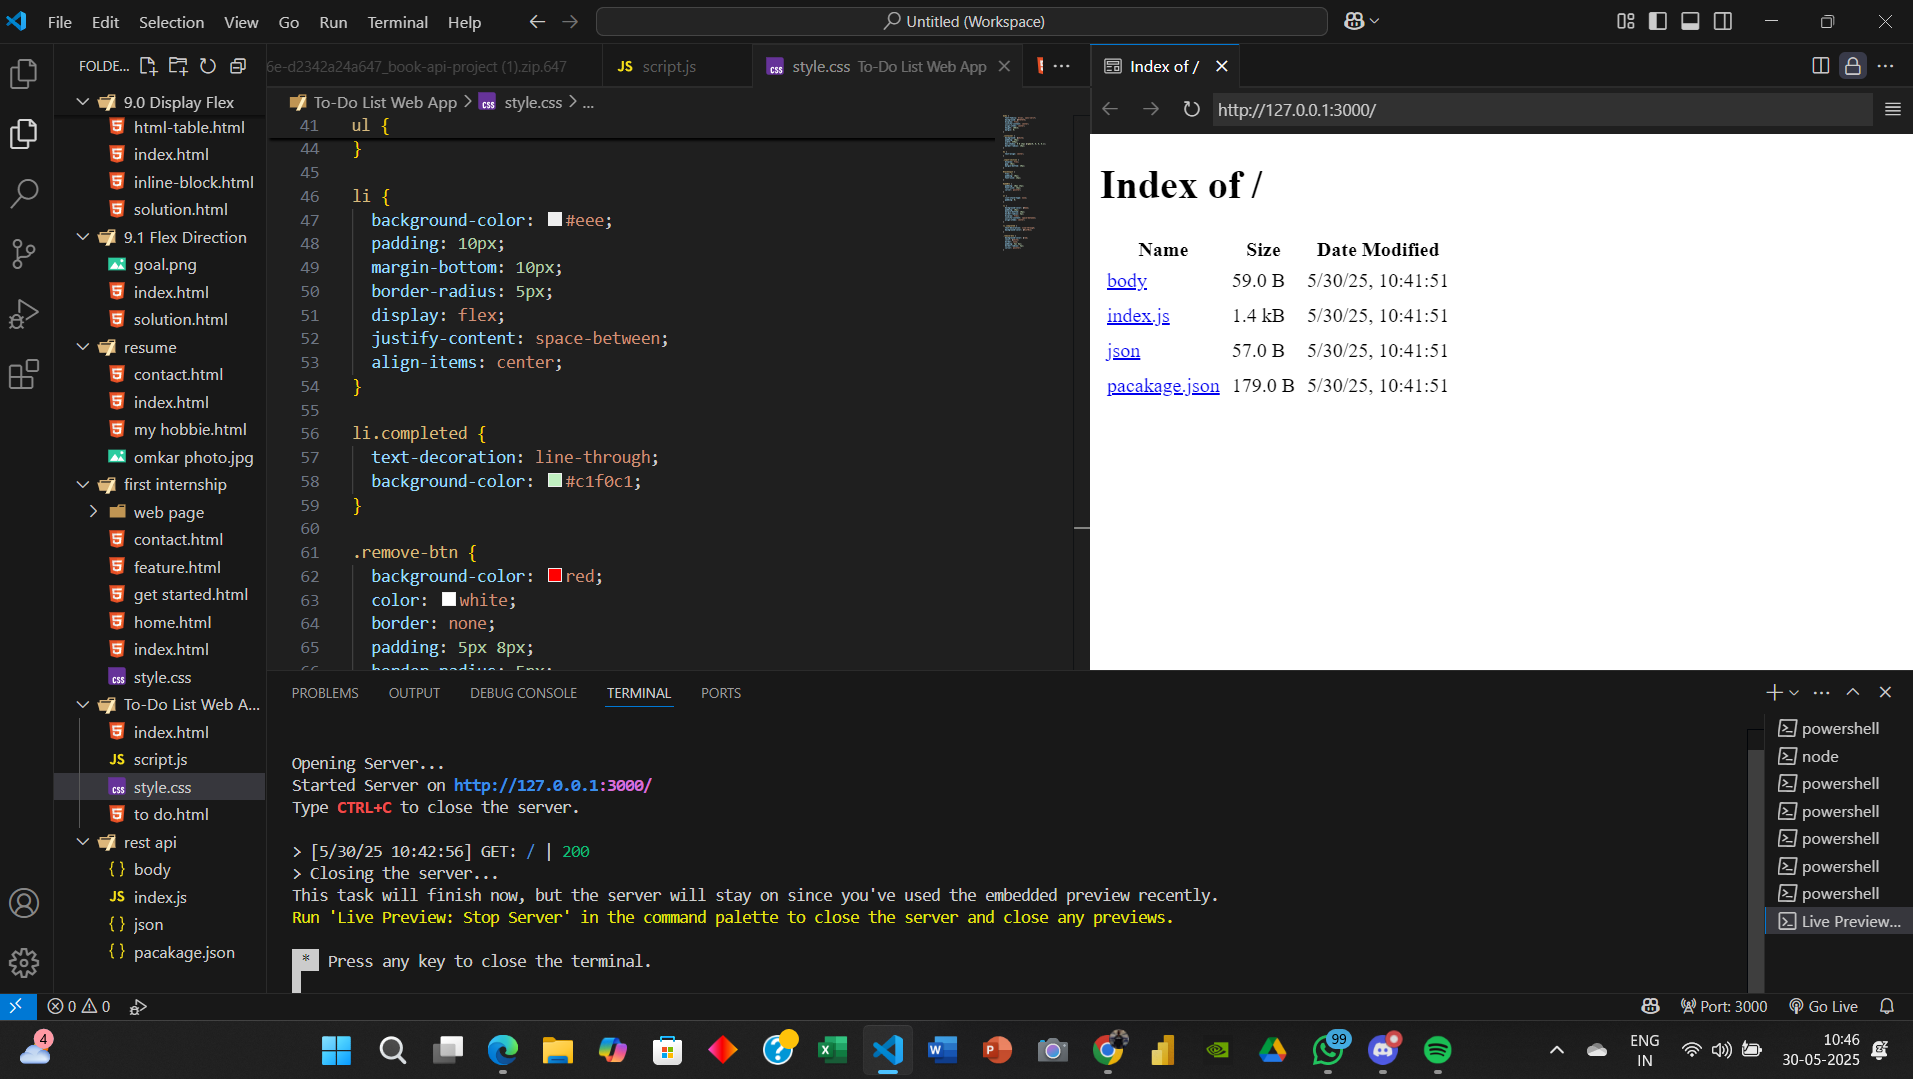 File Edit Selection View Go Run Terminal Help
Untitled (Workspace)
FOLDE...
9.0 Display Flex
html-table.html
index.html
inline-block.html
solution.html
9.1 Flex Direction
goal.png
index.html
solution.html
resume
contact.html
index.html
my hobbie.html
omkar photo.jpg
first internship
web page
contact.html
feature.html
get started.html
home.html
index.html
style.css
To-Do List Web A...
index.html
JS script.js
style.css
to do.html
rest api
{ } body
JS index.js
{ } json
{ } pacakage.json
6e-d2342a24a647_book-api-project (1).zip.647
JS script.js
css style.css To-Do List Web App
To-Do List Web App > css style.css > ...
41 ul {
44 }
45
46 li {
47 background-color: #eee;
48 padding: 10px;
49 margin-bottom: 10px;
50 border-radius: 5px;
51 display: flex;
52 justify-content: space-between;
53 align-items: center;
54 }
55
56 li.completed {
57 text-decoration: line-through;
58 background-color: #c1f0c1;
59 }
60
61 .remove-btn {
62 background-color: red;
63 color: white;
64 border: none;
65 padding: 5px 8px;
66 border-radius: 5px;
Index of /
http://127.0.0.1:3000/
Index of /
Name Size Date Modified
body 59.0 B 5/30/25, 10:41:51
index.js 1.4 kB 5/30/25, 10:41:51
json 57.0 B 5/30/25, 10:41:51
pacakage.json 179.0 B 5/30/25, 10:41:51
PROBLEMS OUTPUT DEBUG CONSOLE TERMINAL PORTS
Opening Server...
Started Server on http://127.0.0.1:3000/
Type CTRL+C to close the server.
> [5/30/25 10:42:56] GET: / | 200
> Closing the server...
This task will finish now, but the server will stay on since you've used the embedded preview recently.
Run 'Live Preview: Stop Server' in the command palette to close the server and close any previews.
* Press any key to close the terminal.
powershell
node
powershell
powershell
powershell
powershell
powershell
Live Preview...
0 0
Port: 3000
Go Live
4
99
ENG
IN
10:46
30-05-2025